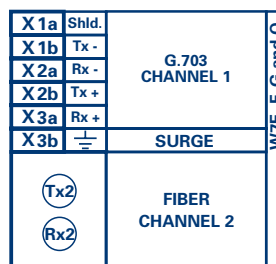 X1a Shld.
X1b Tx -
X2a Rx -
X2b Tx +
X3a Rx +
X3b
G.703
CHANNEL 1
SURGE
Tx2
Rx2
FIBER
CHANNEL 2